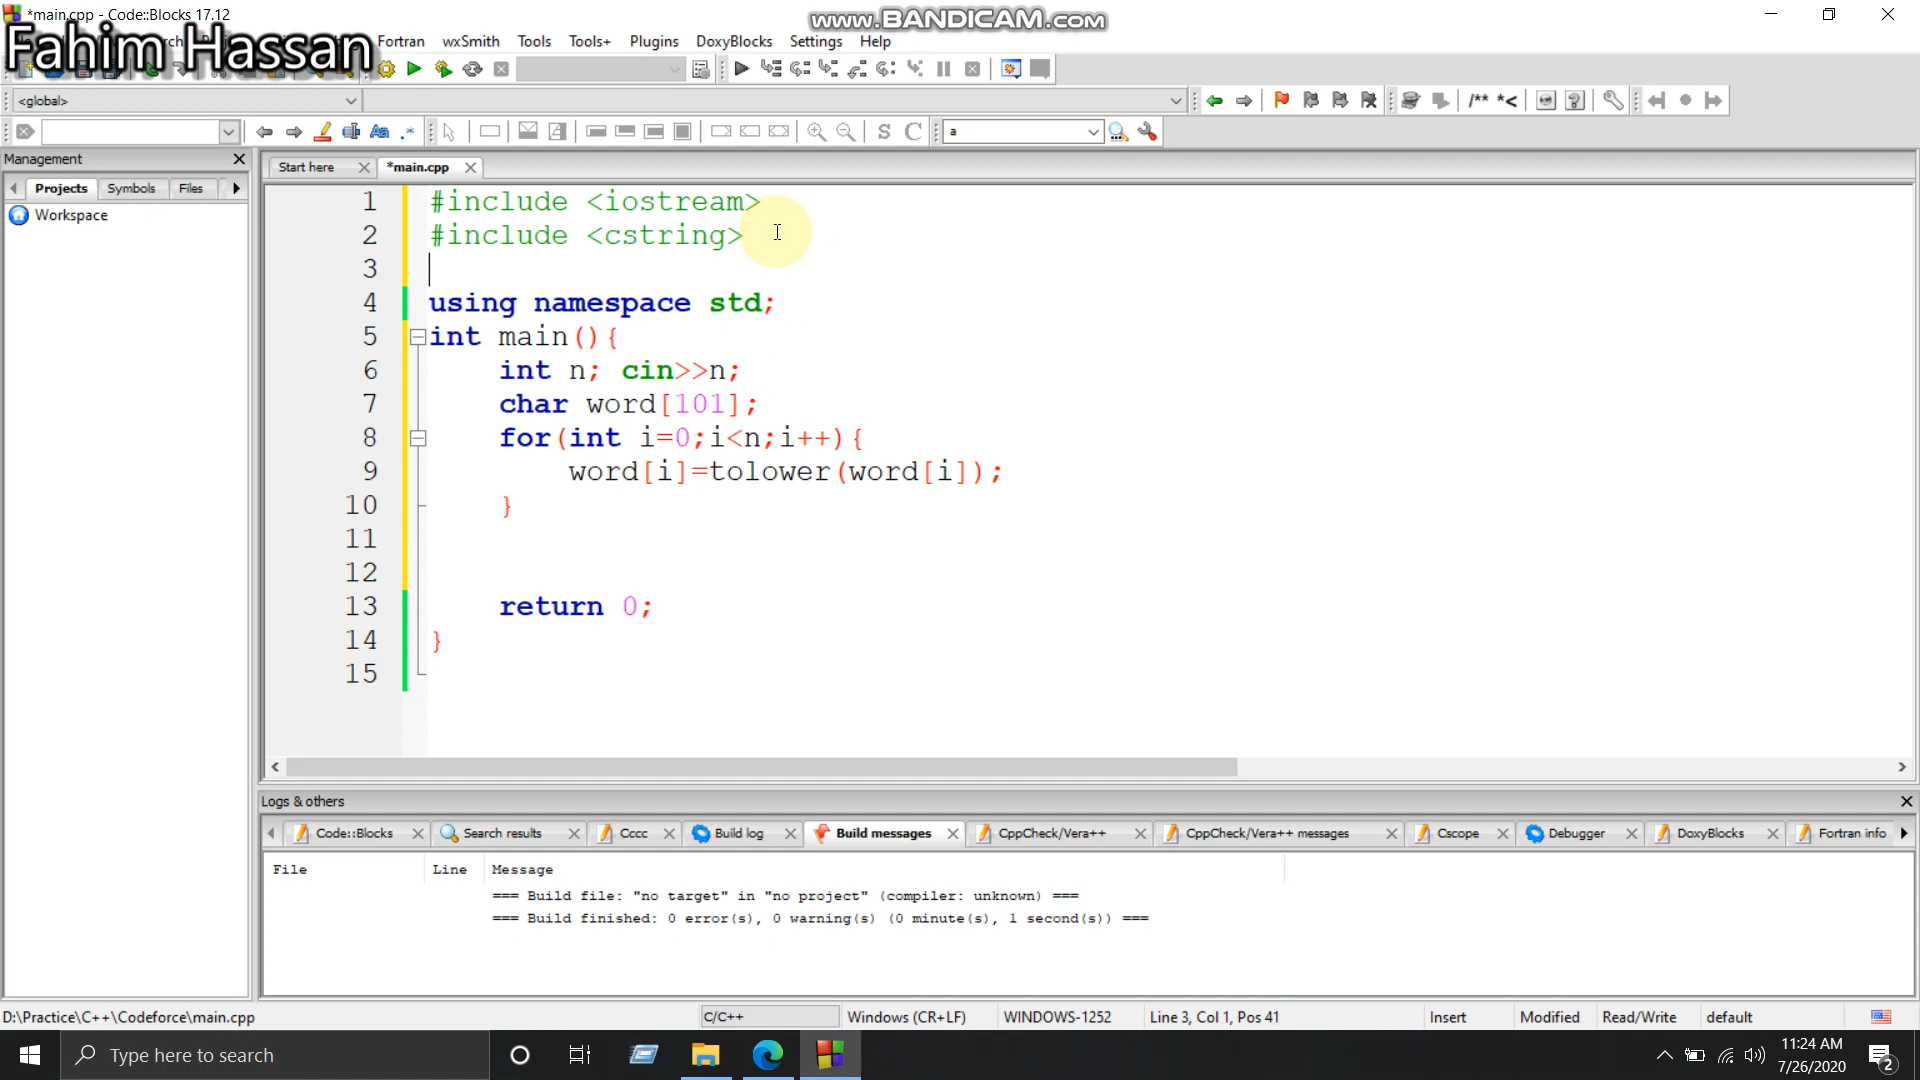 *main.cpp - Code::Blocks 17.12
www.BANDICAM.com
Fahim Hassan
Fortran wxSmith Tools Tools+ Plugins DoxyBlocks Settings Help
<global>
/** *<
Aa .* S C a
Management
Start here *main.cpp
Projects Symbols Files
Workspace
1 #include <iostream>
2 #include <cstring>
3
4 using namespace std;
5 int main(){
6 int n; cin>>n;
7 char word[101];
8 for(int i=0;i<n;i++){
9 word[i]=tolower(word[i]);
10 }
11
12
13 return 0;
14 }
15
Logs & others
Code::Blocks Search results Cccc Build log Build messages CppCheck/Vera++ CppCheck/Vera++ messages Cscope Debugger DoxyBlocks Fortran info
File Line Message
=== Build file: "no target" in "no project" (compiler: unknown) ===
=== Build finished: 0 error(s), 0 warning(s) (0 minute(s), 1 second(s)) ===
D:\Practice\C++\Codeforce\main.cpp C/C++ Windows (CR+LF) WINDOWS-1252 Line 3, Col 1, Pos 41 Insert Modified Read/Write default
Type here to search
11:24 AM
7/26/2020
2